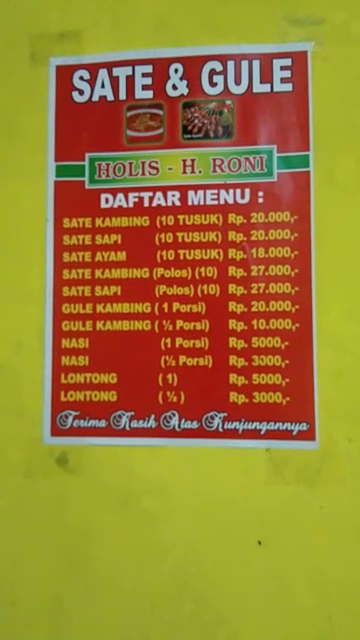 SATE & GULE
HOLIS - H. RONI
DAFTAR MENU :
SATE KAMBING (10 TUSUK) Rp. 20.000,-
SATE SAPI (10 TUSUK) Rp. 20.000,-
SATE AYAM (10 TUSUK) Rp. 18.000,-
SATE KAMBING (Polos) (10) Rp. 27.000,-
SATE SAPI (Polos) (10) Rp. 27.000,-
GULE KAMBING ( 1 Porsi) Rp. 20.000,-
GULE KAMBING ( ½ Porsi) Rp. 10.000,-
NASI (1 Porsi) Rp. 5000,-
NASI (½ Porsi) Rp. 3300,-
LONTONG ( 1) Rp. 5000,-
LONTONG ( ½ ) Rp. 3000,-
Terima Kasih Atas Kunjungannya